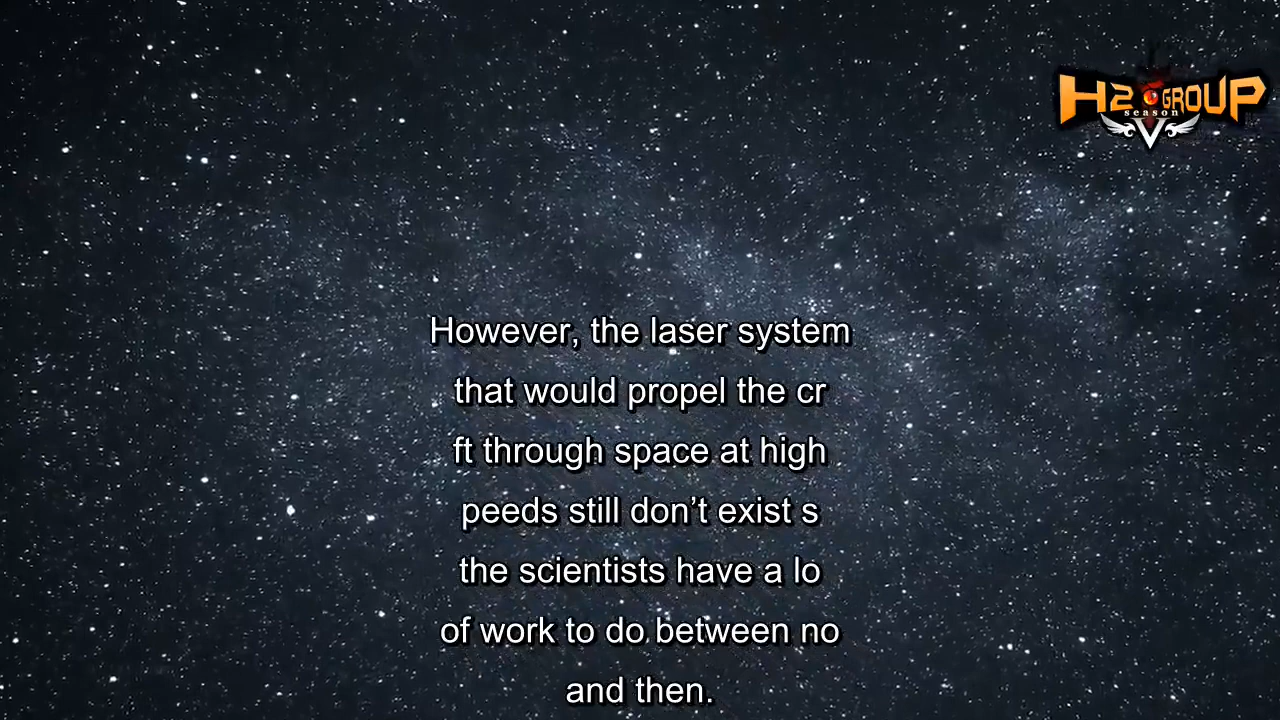 H2 GROUP
season
V
However, the laser system
that would propel the cr
ft through space at high
peeds still don’t exist s
the scientists have a lo
of work to do between no
and then.